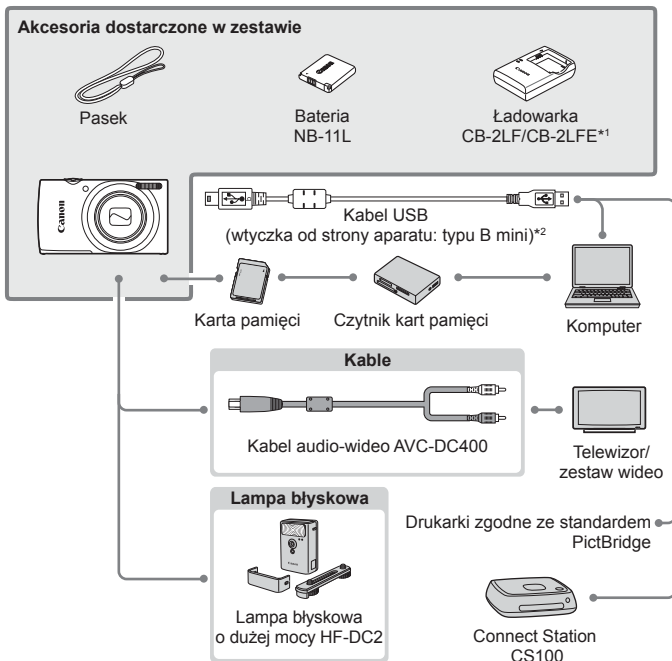 Akcesoria dostarczone w zestawie
Pasek
Bateria
NB-11L
Ładowarka
CB-2LF/CB-2LFE*1
Canon
Kabel USB
(wtyczka od strony aparatu: typu B mini)*2
Karta pamięci
Czytnik kart pamięci
Komputer
Kable
Kabel audio-wideo AVC-DC400
Telewizor/
zestaw wideo
Lampa błyskowa
Lampa błyskowa
o dużej mocy HF-DC2
Drukarki zgodne ze standardem
PictBridge
Connect Station
CS100